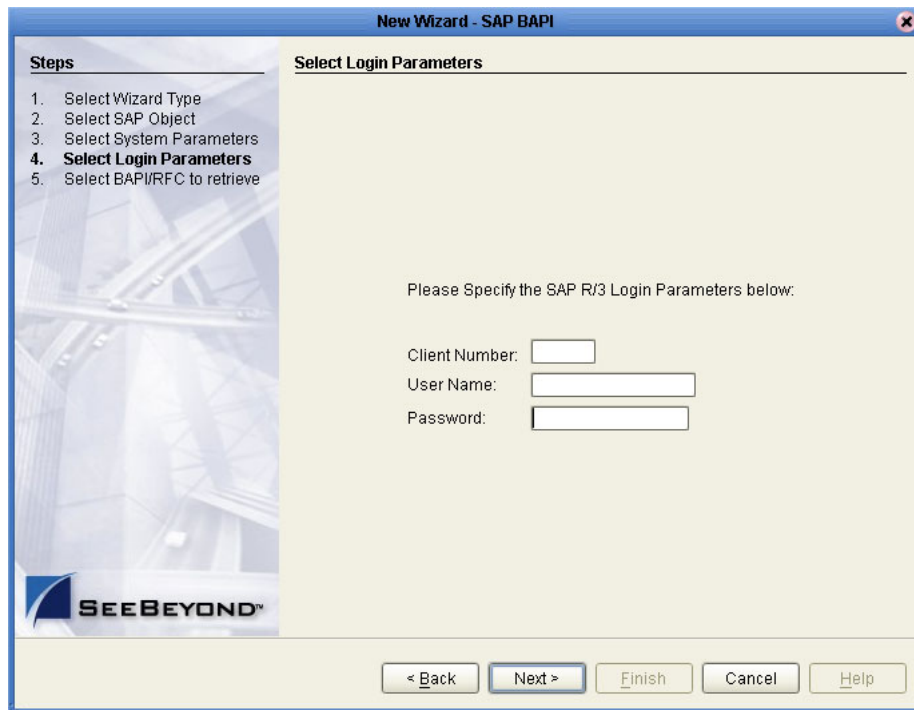 New Wizard - SAP BAPI
Steps
1. Select Wizard Type
2. Select SAP Object
3. Select System Parameters
4. Select Login Parameters
5. Select BAPI/RFC to retrieve
Select Login Parameters
Please Specify the SAP R/3 Login Parameters below:
Client Number:
User Name:
Password:
SEEBEYOND™
< Back
Next >
Finish
Cancel
Help